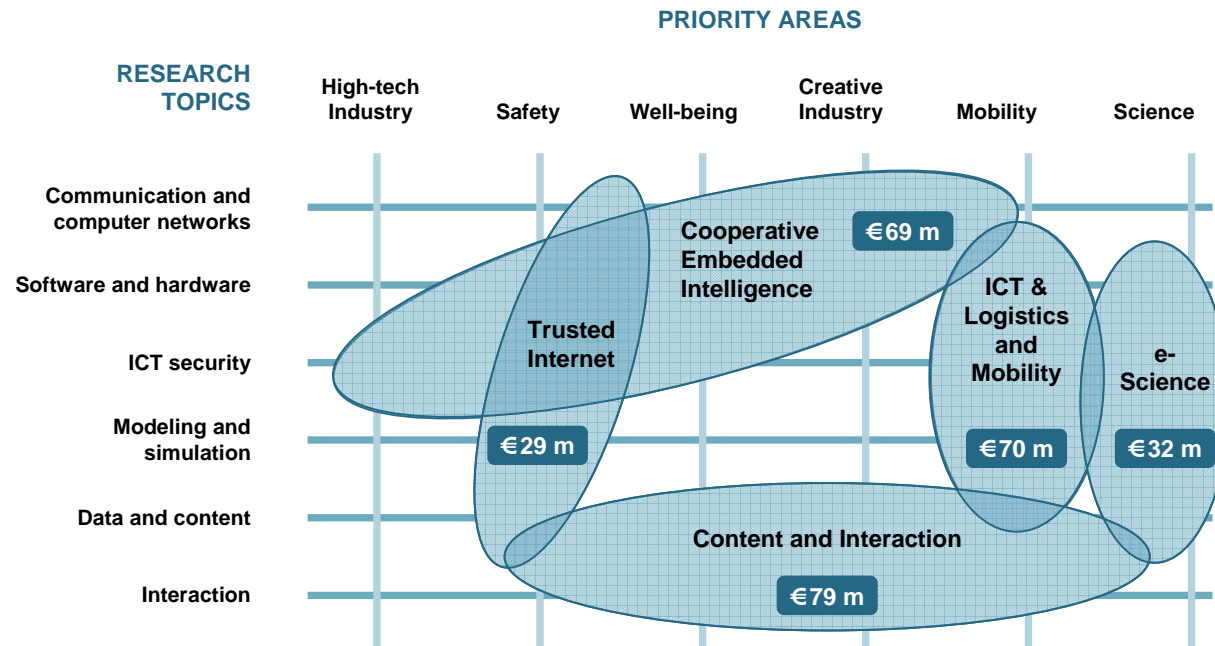 PRIORITY AREAS
RESEARCH
TOPICS
High-tech
Industry
Safety
Well-being
Creative
Industry
Mobility
Science
Communication and
computer networks
Software and hardware
ICT security
Modeling and
simulation
Data and content
Interaction
Cooperative
Embedded
Intelligence
€69 m
Trusted
Internet
€29 m
ICT &
Logistics
and
Mobility
€70 m
e-
Science
€32 m
Content and Interaction
€79 m